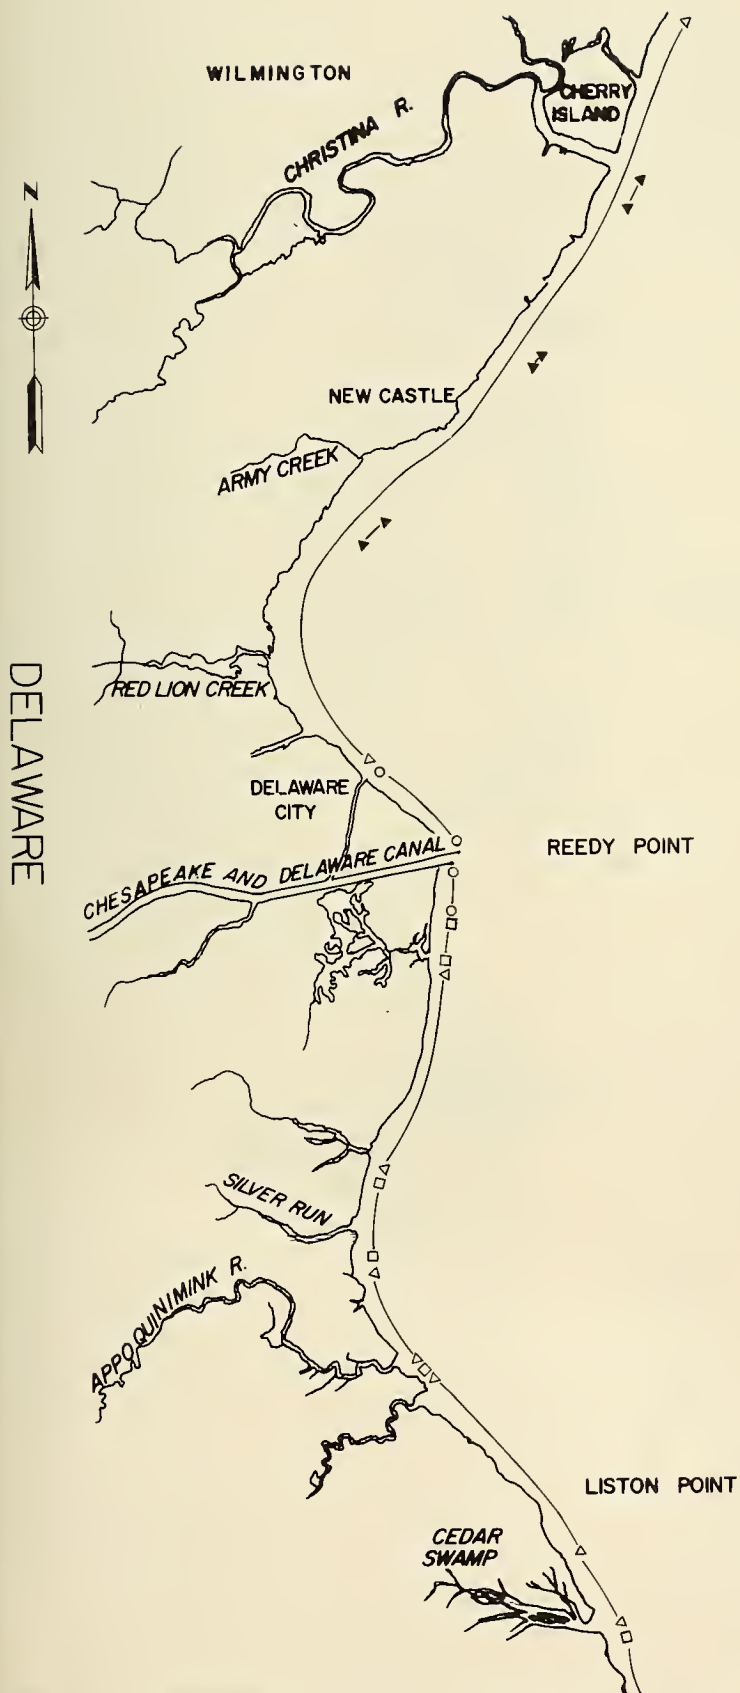 WILMINGTON
CHERRY
ISLAND
CHRISTINA R.
N
NEW CASTLE
ARMY CREEK
RED LION CREEK
DELAWARE
DELAWARE
CITY
REEDY POINT
CHESAPEAKE AND DELAWARE CANAL
SILVER RUN
APPOQUINIMINK R.
LISTON POINT
CEDAR
SWAMP